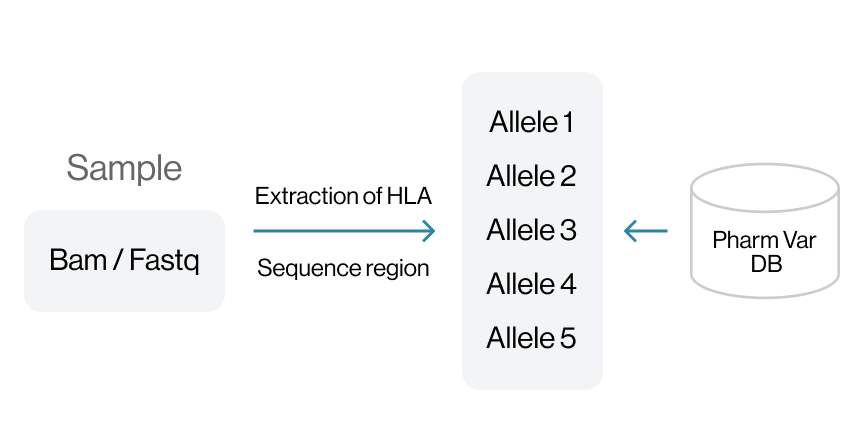 Sample
Bam / Fastq
Extraction of HLA
Sequence region
Allele 1
Allele 2
Allele 3
Allele 4
Allele 5
Pharm Var
DB